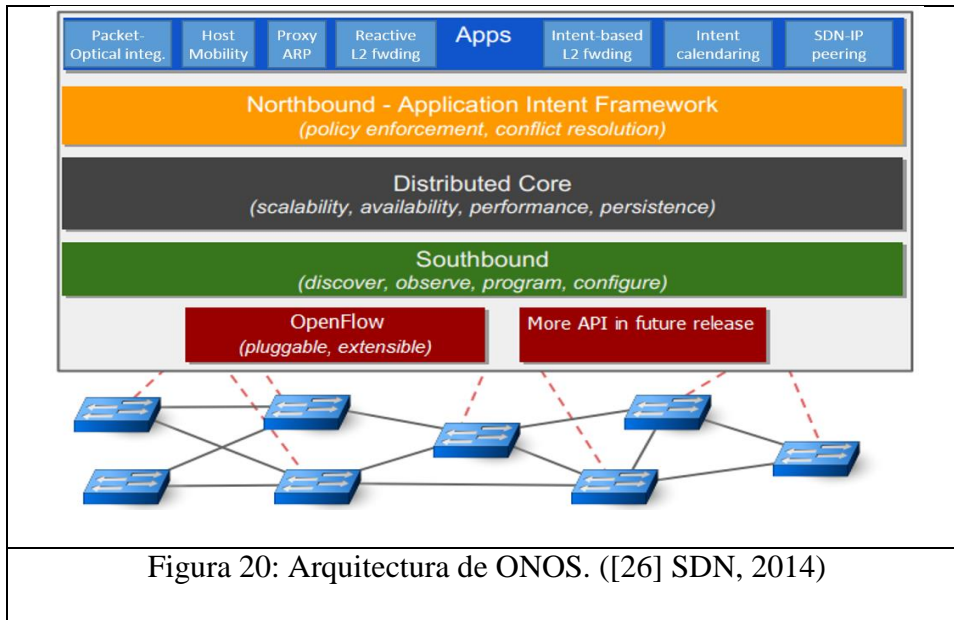 Packet-
Optical integ.
Host
Mobility
Proxy
ARP
Reactive
L2 fwding
Apps
Intent-based
L2 fwding
Intent
calendaring
SDN-IP
peering
Northbound - Application Intent Framework
(policy enforcement, conflict resolution)
Distributed Core
(scalability, availability, performance, persistence)
Southbound
(discover, observe, program, configure)
OpenFlow
(pluggable, extensible)
More API in future release
Figura 20: Arquitectura de ONOS. ([26] SDN, 2014)